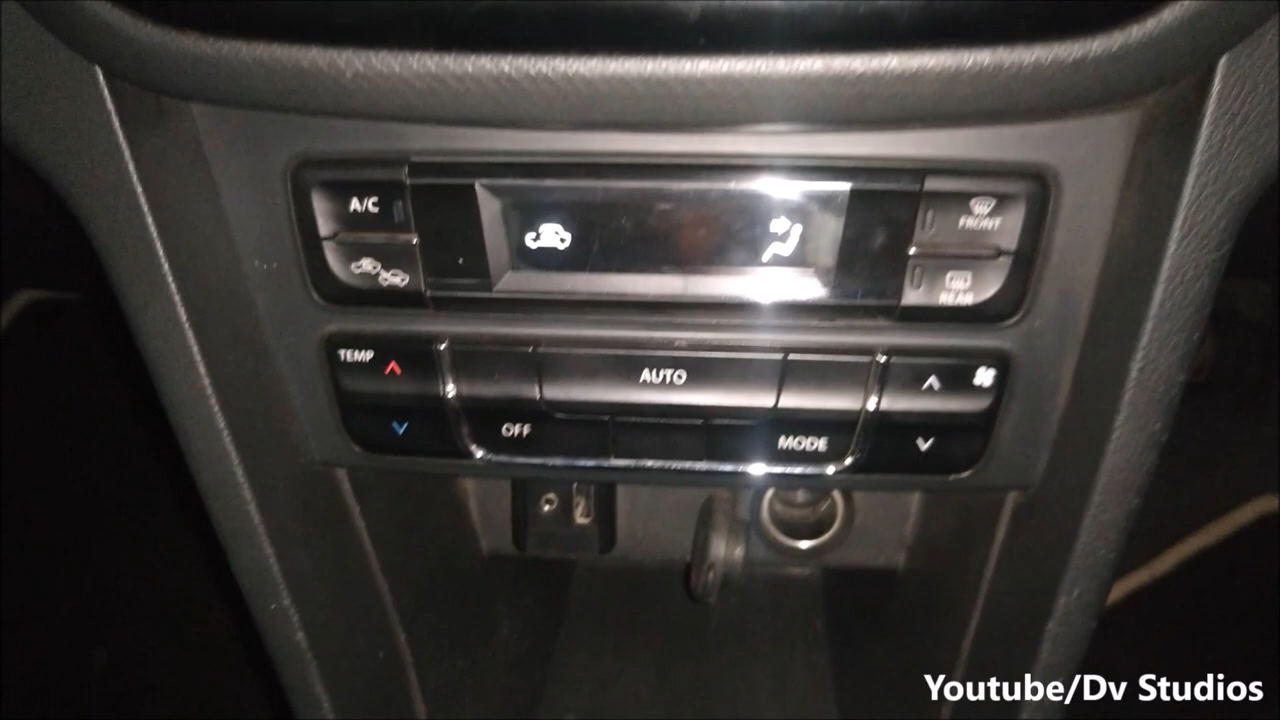 A/C
FRONT
REAR
TEMP
AUTO
OFF
MODE
Youtube/Dv Studios